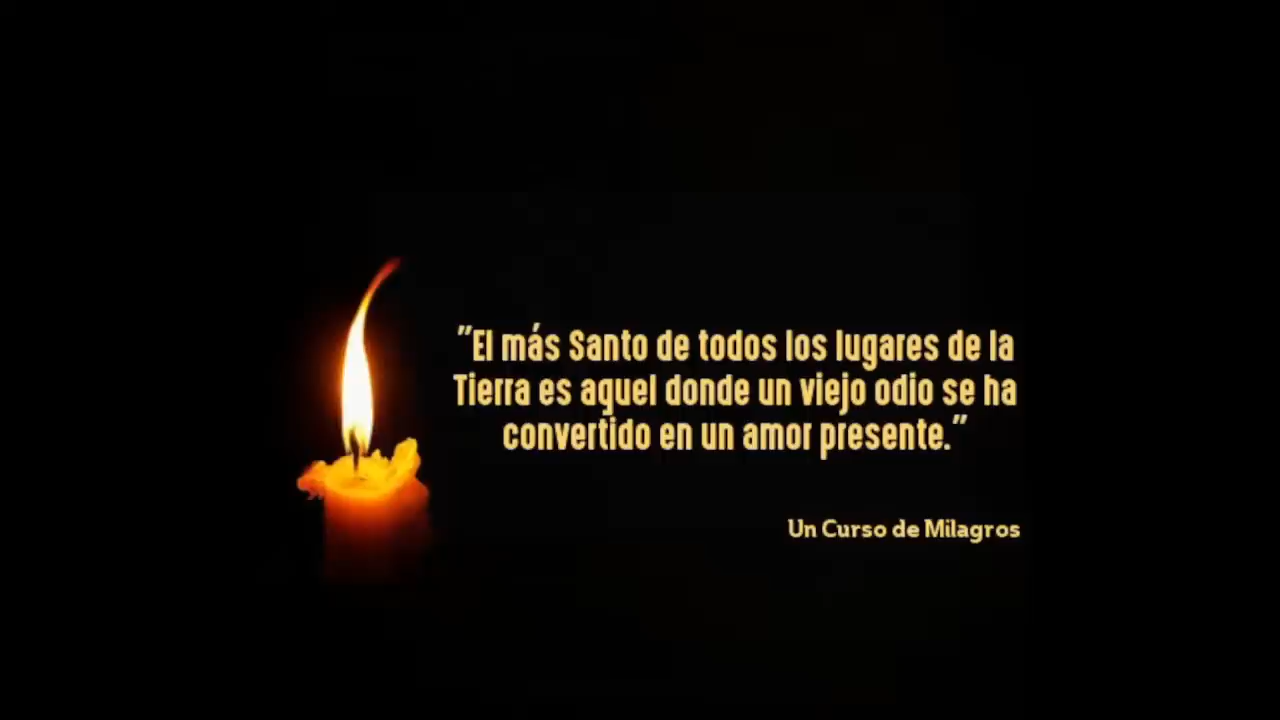 "El más Santo de todos los lugares de la
Tierra es aquel donde un viejo odio se ha
convertido en un amor presente."
Un Curso de Milagros